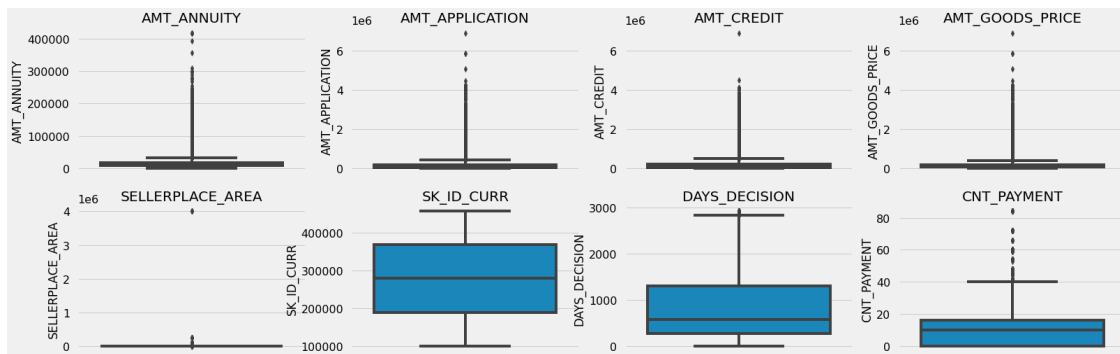 AMT_ANNUITY
AMT_ANNUITY
400000
300000
200000
100000
0
AMT_APPLICATION
1e6
AMT_APPLICATION
6
4
2
0
AMT_CREDIT
1e6
AMT_CREDIT
6
4
2
0
AMT_GOODS_PRICE
1e6
AMT_GOODS_PRICE
6
4
2
0
SELLERPLACE_AREA
1e6
SELLERPLACE_AREA
4
3
2
1
0
SK_ID_CURR
SK_ID_CURR
400000
300000
200000
100000
DAYS_DECISION
DAYS_DECISION
3000
2000
1000
0
CNT_PAYMENT
CNT_PAYMENT
80
60
40
20
0